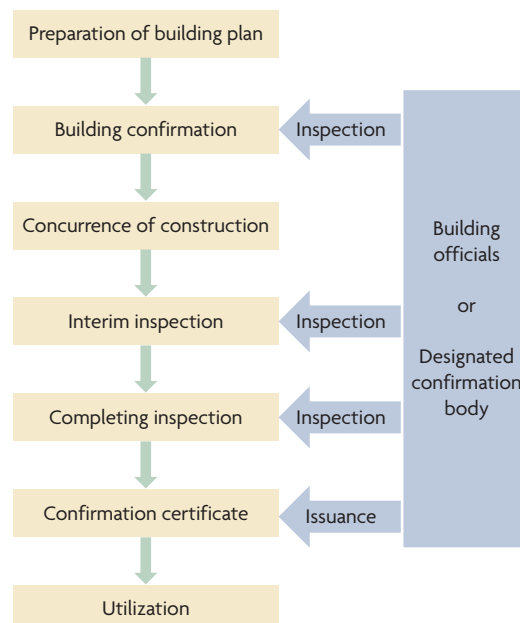 Preparation of building plan
Building confirmation
Inspection
Concurrence of construction
Interim inspection
Inspection
Completing inspection
Inspection
Confirmation certificate
Issuance
Utilization
Building
officials
or
Designated
confirmation
body